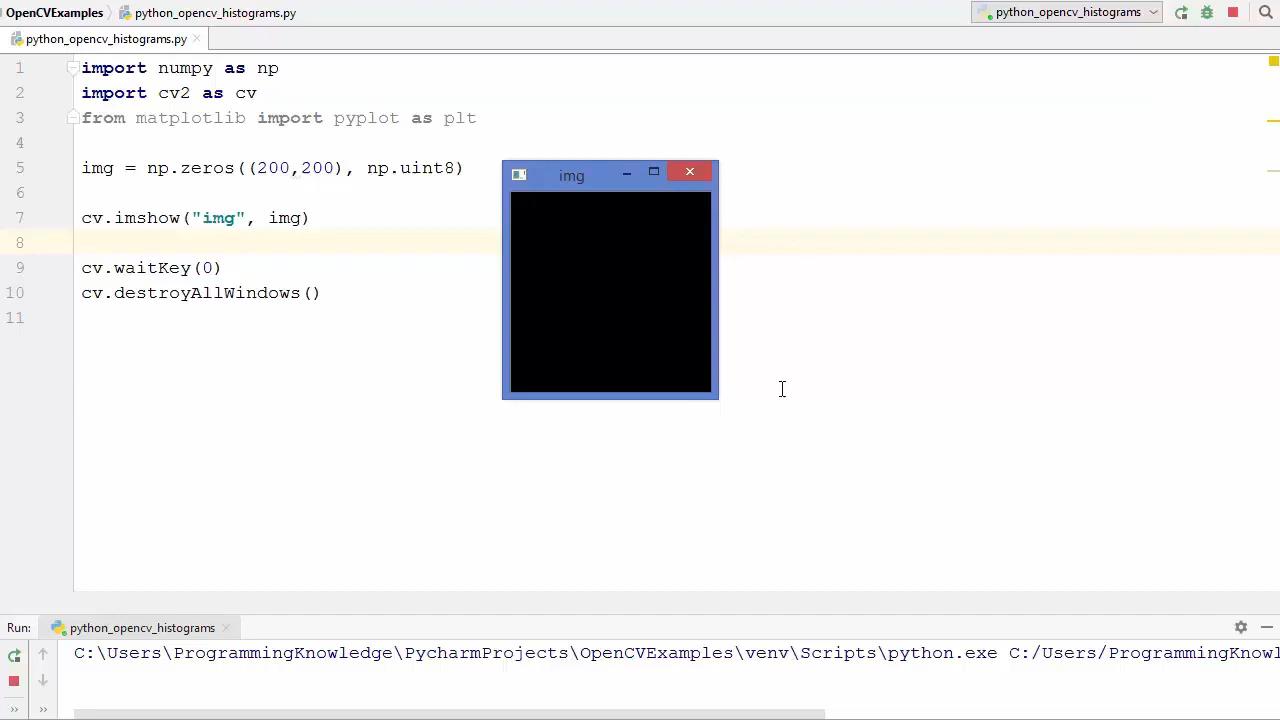 OpenCVExamples python_opencv_histograms.py python_opencv_histograms
python_opencv_histograms.py
1 import numpy as np
2 import cv2 as cv
3 from matplotlib import pyplot as plt
4
5 img = np.zeros((200,200), np.uint8)
6
7 cv.imshow("img", img)
8
9 cv.waitKey(0)
10 cv.destroyAllWindows()
11
img
Run: python_opencv_histograms
C:\Users\ProgrammingKnowledge\PycharmProjects\OpenCVExamples\venv\Scripts\python.exe C:/Users/ProgrammingKnowl